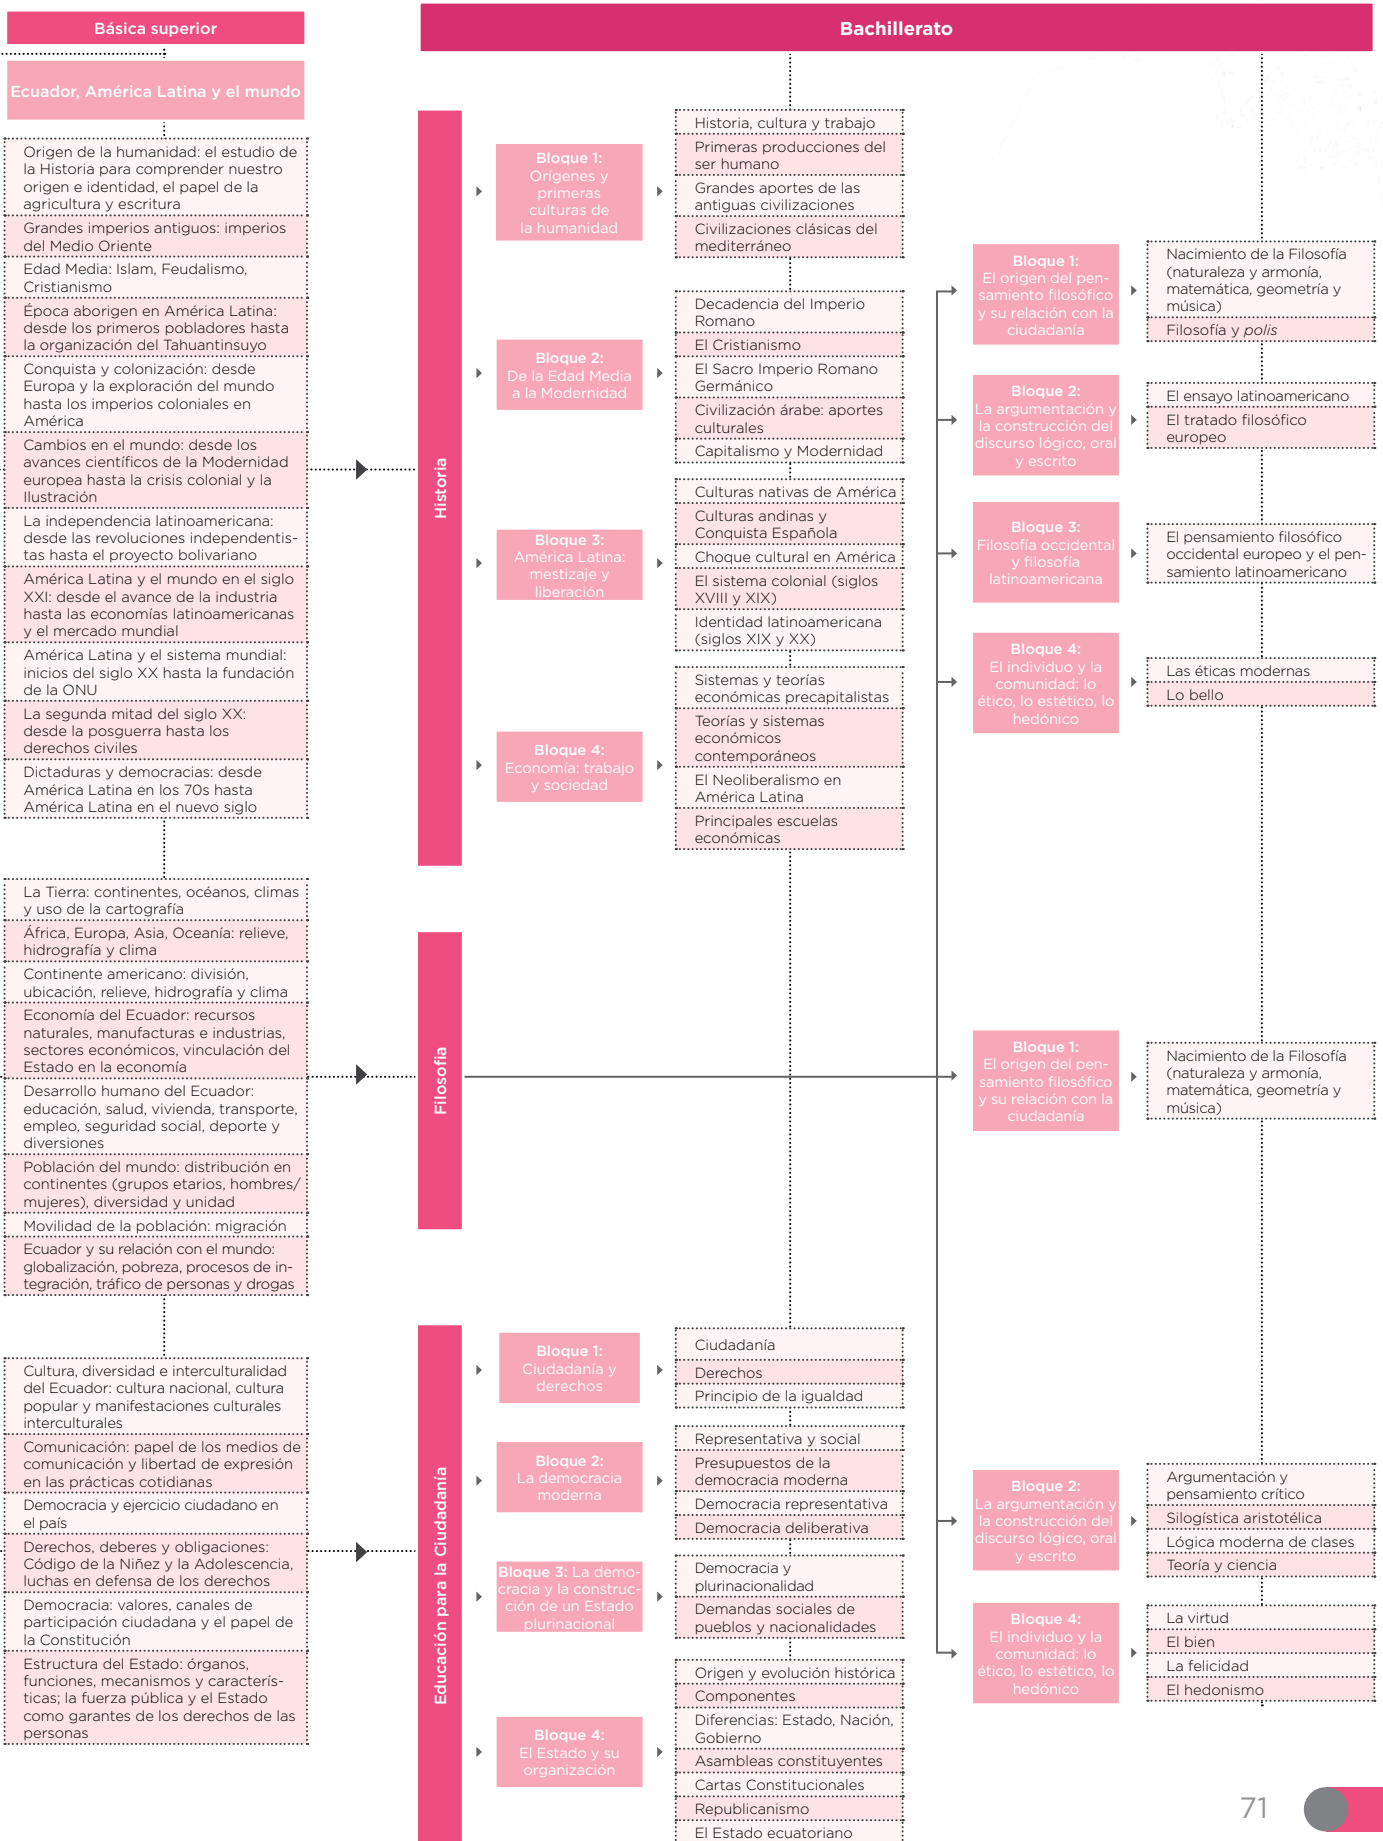 Básica superior
Bachillerato
Ecuador, América Latina y el mundo
Origen de la humanidad: el estudio de
la Historia para comprender nuestro
origen e identidad, el papel de la
agricultura y escritura
Grandes imperios antiguos: imperios
del Medio Oriente
Edad Media: Islam, Feudalismo,
Cristianismo
Época aborigen en América Latina:
desde los primeros pobladores hasta
la organización del Tahuantinsuyo
Conquista y colonización: desde
Europa y la exploración del mundo
hasta los imperios coloniales en
América
Cambios en el mundo: desde los
avances científicos de la Modernidad
europea hasta la crisis colonial y la
Ilustración
La independencia latinoamericana:
desde las revoluciones independentis-
tas hasta el proyecto bolivariano
América Latina y el mundo en el siglo
XXI: desde el avance de la industria
hasta las economías latinoamericanas
y el mercado mundial
América Latina y el sistema mundial:
inicios del siglo XX hasta la fundación
de la ONU
La segunda mitad del siglo XX:
desde la posguerra hasta los
derechos civiles
Dictaduras y democracias: desde
América Latina en los 70s hasta
América Latina en el nuevo siglo
La Tierra: continentes, océanos, climas
y uso de la cartografía
África, Europa, Asia, Oceanía: relieve,
hidrografía y clima
Continente americano: división,
ubicación, relieve, hidrografía y clima
Economía del Ecuador: recursos
naturales, manufacturas e industrias,
sectores económicos, vinculación del
Estado en la economía
Desarrollo humano del Ecuador:
educación, salud, vivienda, transporte,
empleo, seguridad social, deporte y
diversiones
Población del mundo: distribución en
continentes (grupos etarios, hombres/
mujeres), diversidad y unidad
Movilidad de la población: migración
Ecuador y su relación con el mundo:
globalización, pobreza, procesos de in-
tegración, tráfico de personas y drogas
Cultura, diversidad e interculturalidad
del Ecuador: cultura nacional, cultura
popular y manifestaciones culturales
interculturales
Comunicación: papel de los medios de
comunicación y libertad de expresión
en las prácticas cotidianas
Democracia y ejercicio ciudadano en
el país
Derechos, deberes y obligaciones:
Código de la Niñez y la Adolescencia,
luchas en defensa de los derechos
Democracia: valores, canales de
participación ciudadana y el papel de
la Constitución
Estructura del Estado: órganos,
funciones, mecanismos y caracterís-
ticas; la fuerza pública y el Estado
como garantes de los derechos de las
personas
Historia
Bloque 1:
Orígenes y
primeras
culturas de
la humanidad
Historia, cultura y trabajo
Primeras producciones del
ser humano
Grandes aportes de las
antiguas civilizaciones
Civilizaciones clásicas del
mediterráneo
Bloque 2:
De la Edad Media
a la Modernidad
Decadencia del Imperio
Romano
El Cristianismo
El Sacro Imperio Romano
Germánico
Civilización árabe: aportes
culturales
Capitalismo y Modernidad
Bloque 3:
América Latina:
mestizaje y
liberación
Culturas nativas de América
Culturas andinas y
Conquista Española
Choque cultural en América
El sistema colonial (siglos
XVIII y XIX)
Identidad latinoamericana
(siglos XIX y XX)
Bloque 4:
Economía: trabajo
y sociedad
Sistemas y teorías
económicas precapitalistas
Teorías y sistemas
económicos
contemporáneos
El Neoliberalismo en
América Latina
Principales escuelas
económicas
Filosofia
Bloque 1:
El origen del pen-
samiento filosófico
y su relación con la
ciudadanía
Nacimiento de la Filosofía
(naturaleza y armonía,
matemática, geometría y
música)
Filosofía y polis
Bloque 2:
La argumentación y
la construcción del
discurso lógico, oral
y escrito
El ensayo latinoamericano
El tratado filosófico
europeo
Bloque 3:
Filosofía occidental
y filosofía
latinoamericana
El pensamiento filosófico
occidental europeo y el pen-
samiento latinoamericano
Bloque 4:
El individuo y la
comunidad: lo
ético, lo estético, lo
hedónico
Las éticas modernas
Lo bello
Bloque 1:
El origen del pen-
samiento filosófico
y su relación con la
ciudadanía
Nacimiento de la Filosofía
(naturaleza y armonía,
matemática, geometría y
música)
Bloque 2:
La argumentación y
la construcción del
discurso lógico, oral
y escrito
Argumentación y
pensamiento crítico
Silogística aristotélica
Lógica moderna de clases
Teoría y ciencia
Bloque 4:
El individuo y la
comunidad: lo
ético, lo estético, lo
hedónico
La virtud
El bien
La felicidad
El hedonismo
Educación para la Ciudadanía
Bloque 1:
Ciudadanía y
derechos
Ciudadanía
Derechos
Principio de la igualdad
Bloque 2:
La democracia
moderna
Representativa y social
Presupuestos de la
democracia moderna
Democracia representativa
Democracia deliberativa
Bloque 3: La demo-
cracia y la construc-
ción de un Estado
plurinacional
Democracia y
plurinacionalidad
Demandas sociales de
pueblos y nacionalidades
Bloque 4:
El Estado y su
organización
Origen y evolución histórica
Componentes
Diferencias: Estado, Nación,
Gobierno
Asambleas constituyentes
Cartas Constitucionales
Republicanismo
El Estado ecuatoriano
71